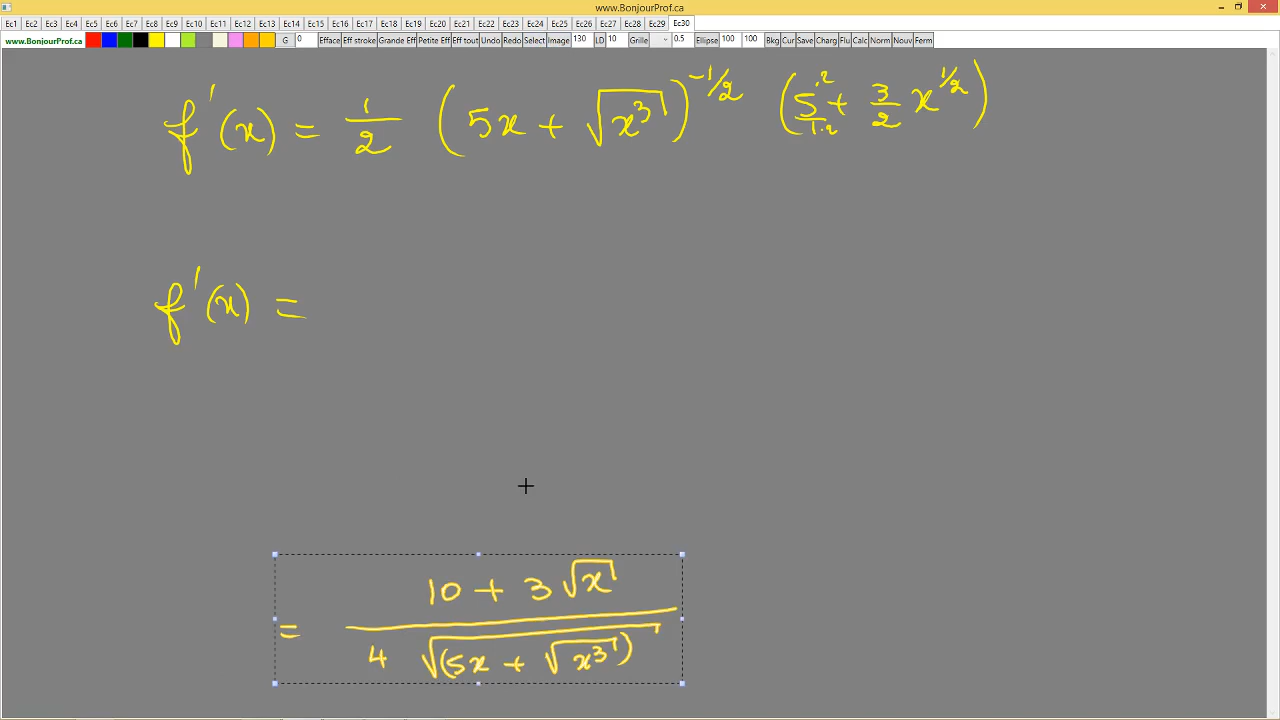 www.BonjourProf.ca
Ec1 Ec2 Ec3 Ec4 Ec5 Ec6 Ec7 Ec8 Ec9 Ec10 Ec11 Ec12 Ec13 Ec14 Ec15 Ec16 Ec17 Ec18 Ec19 Ec20 Ec21 Ec22 Ec23 Ec24 Ec25 Ec26 Ec27 Ec28 Ec29 Ec30
www.BonjourProf.ca G 0 Efface Eff stroke Grande Eff Petite Eff Eff tout Undo Redo Select Image 130 LD 10 Grille 0.5 Ellipse 100 100 Bkg Cur Save Charg Flu Calc Norm Nouv Ferm
f'(x) = 1/2 (5x + √(x³))^(-1/2) (5·2/1·2 + 3/2 x^(1/2))
f'(x) =
= (10 + 3√x) / (4 √((5x + √(x³))))